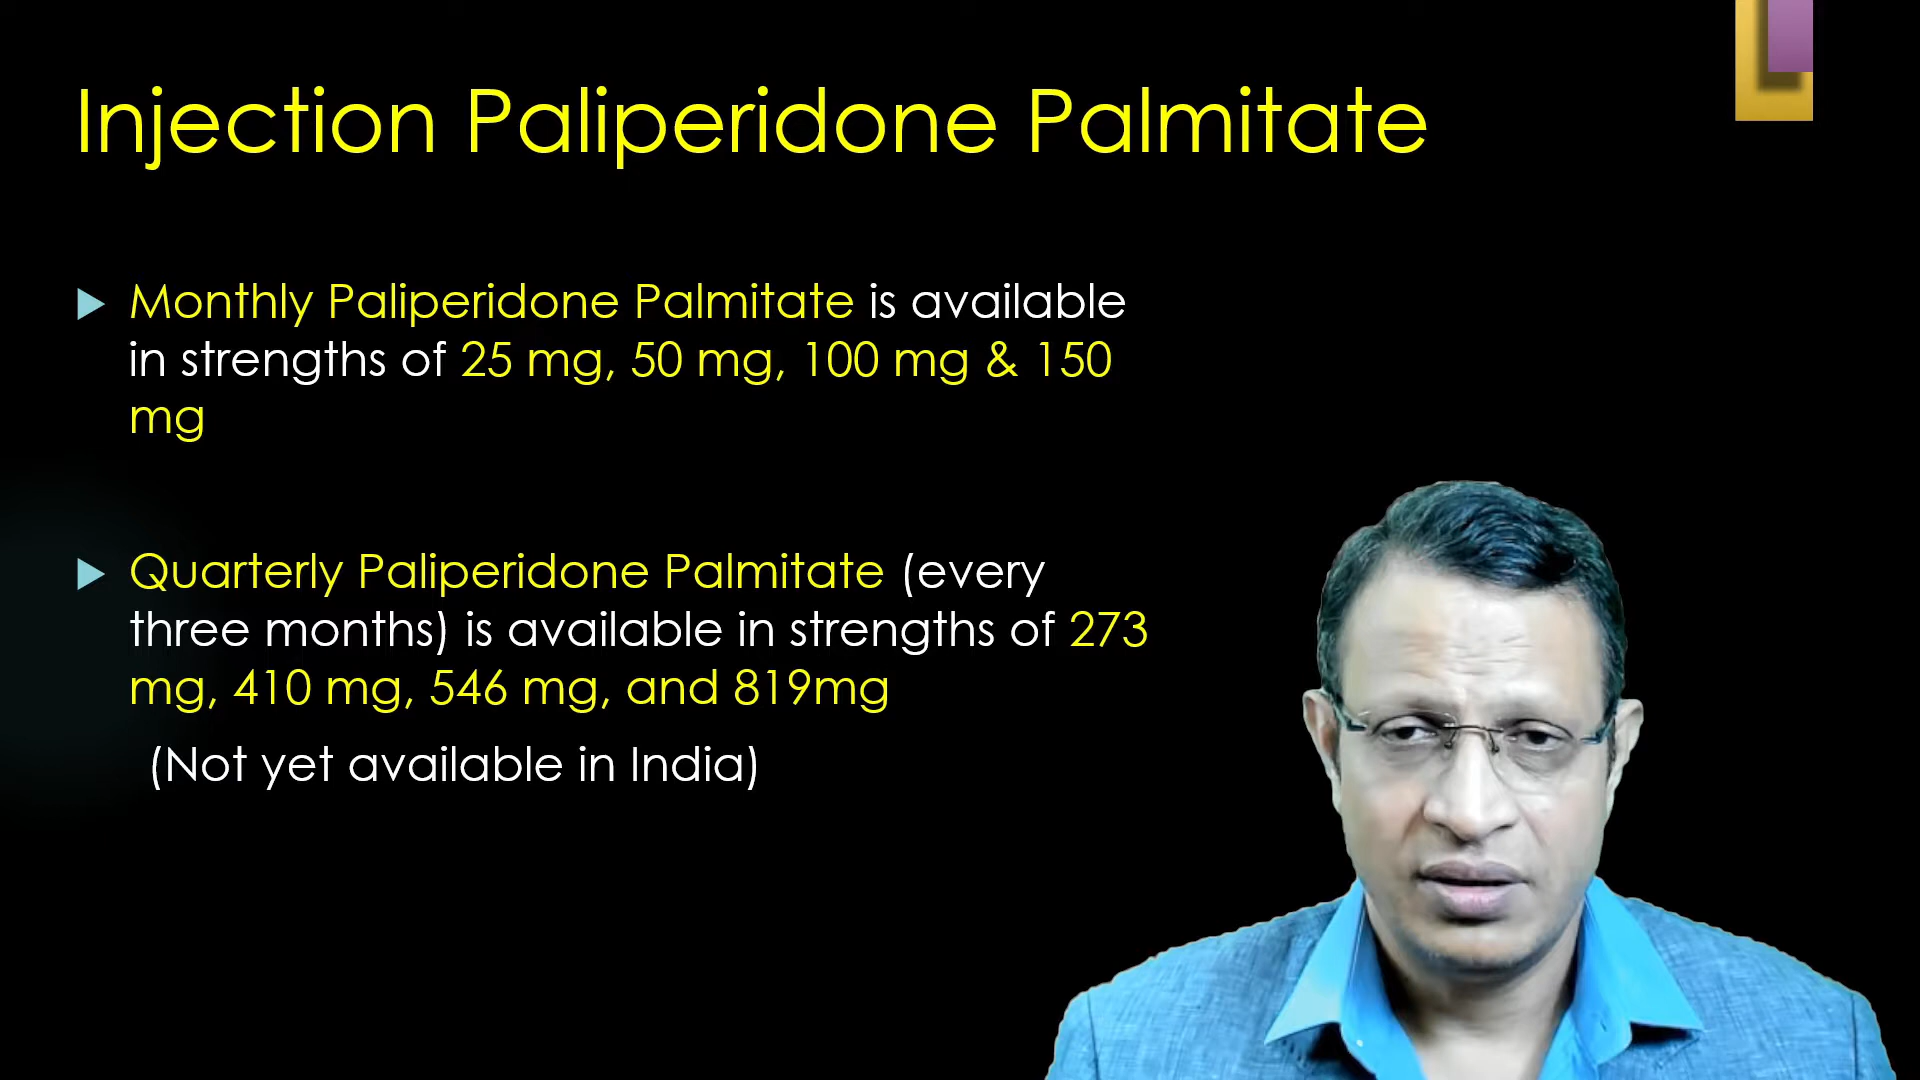 Injection Paliperidone Palmitate
Monthly Paliperidone Palmitate is available
in strengths of 25 mg, 50 mg, 100 mg & 150
mg
Quarterly Paliperidone Palmitate (every
three months) is available in strengths of 273
mg, 410 mg, 546 mg, and 819mg
(Not yet available in India)